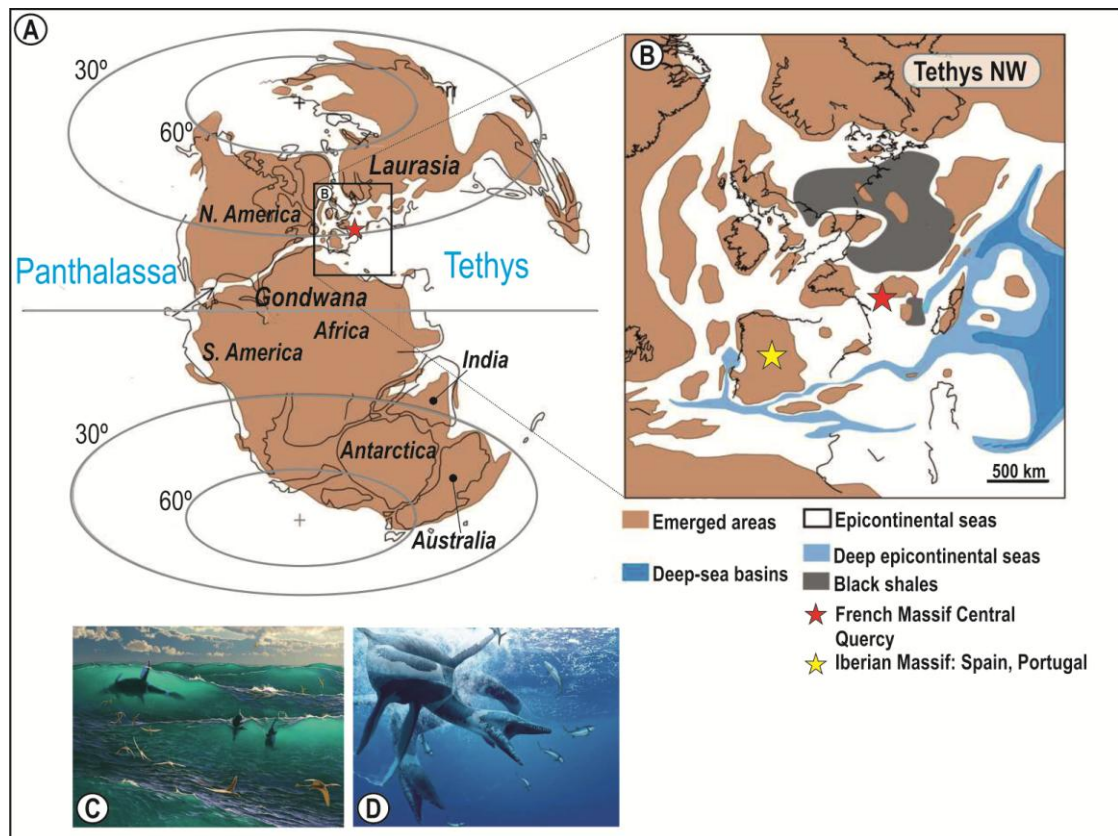 A
30º
60º
Laurasia
B
N. America
Panthalassa
Tethys
Gondwana
Africa
S. America
India
30º
Antarctica
60º
Australia
B
Tethys NW
500 km
Emerged areas
Deep-sea basins
Epicontinental seas
Deep epicontinental seas
Black shales
French Massif Central
Quercy
Iberian Massif: Spain, Portugal
C
D